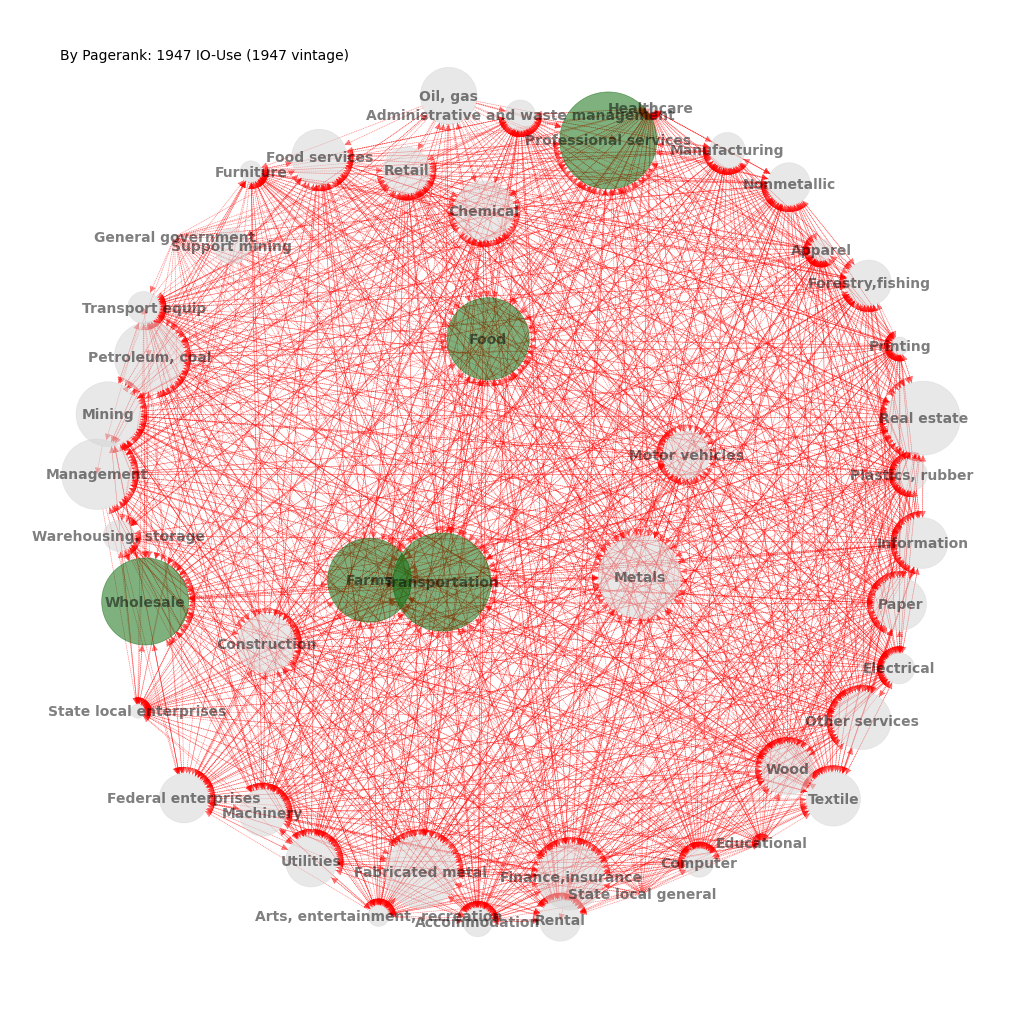 By Pagerank: 1947 IO-Use (1947 vintage)
Oil, gas
Healthcare
Administrative and waste management
Professional services
Manufacturing
Food services
Retail
Furniture
Nonmetallic
Chemical
General government
Support mining
Apparel
Forestry,fishing
Transport equip
Food
Printing
Petroleum, coal
Mining
Real estate
Motor vehicles
Management
Plastics, rubber
Warehousing, storage
Information
Farms
Transportation
Metals
Wholesale
Paper
Construction
Electrical
State local enterprises
Other services
Wood
Federal enterprises
Textile
Machinery
Educational
Utilities
Computer
Fabricated metal
Finance,insurance
State local general
Arts, entertainment, recreation
Accommodation
Rental